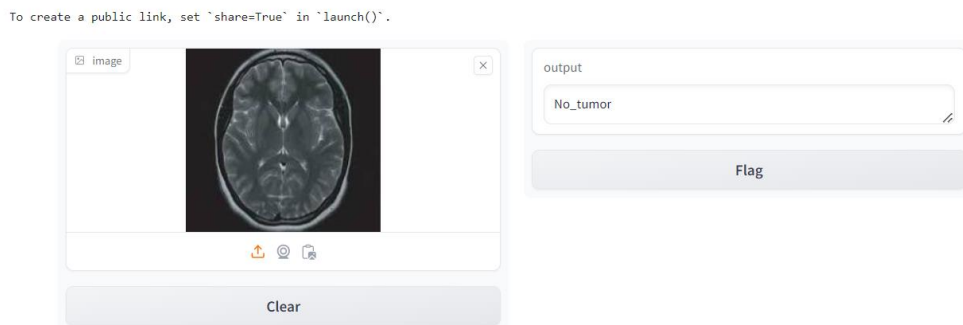 To create a public link, set `share=True` in `launch()`.
image
output
No_tumor
Flag
Clear